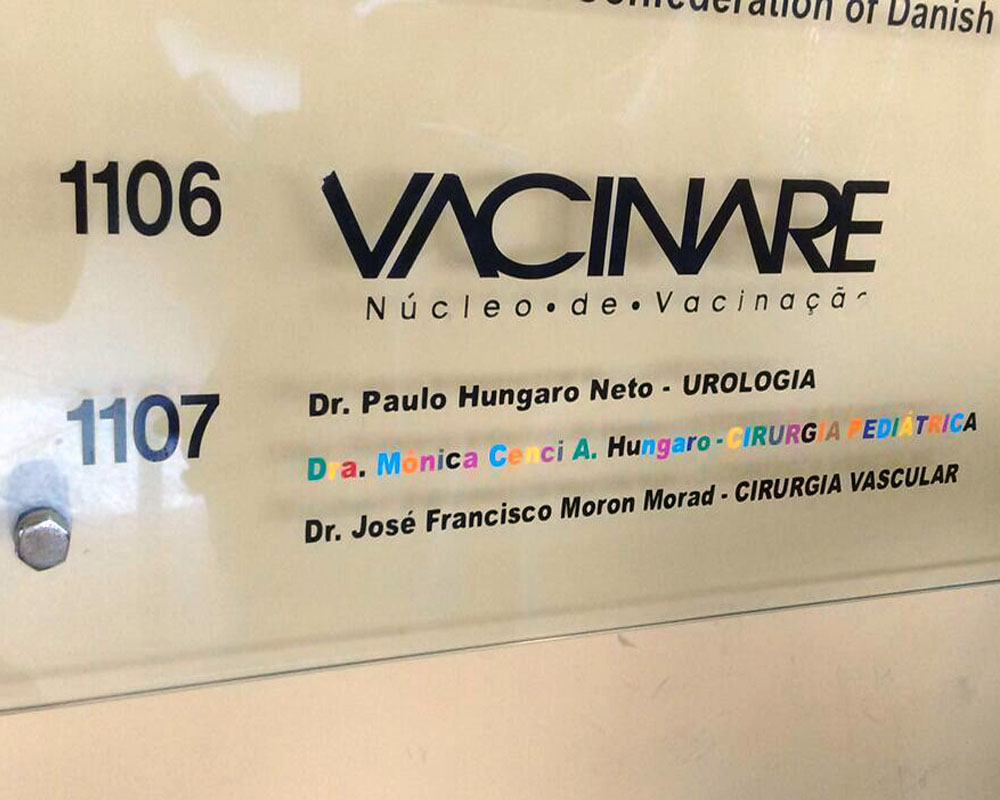 Confederation of Danish
1106 VACINARE
Núcleo•de•Vacinaçã
1107 Dr. Paulo Hungaro Neto - UROLOGIA
Dra. Mônica Cenci A. Hungaro - CIRURGIA PEDIÁTRICA
Dr. José Francisco Moron Morad - CIRURGIA VASCULAR